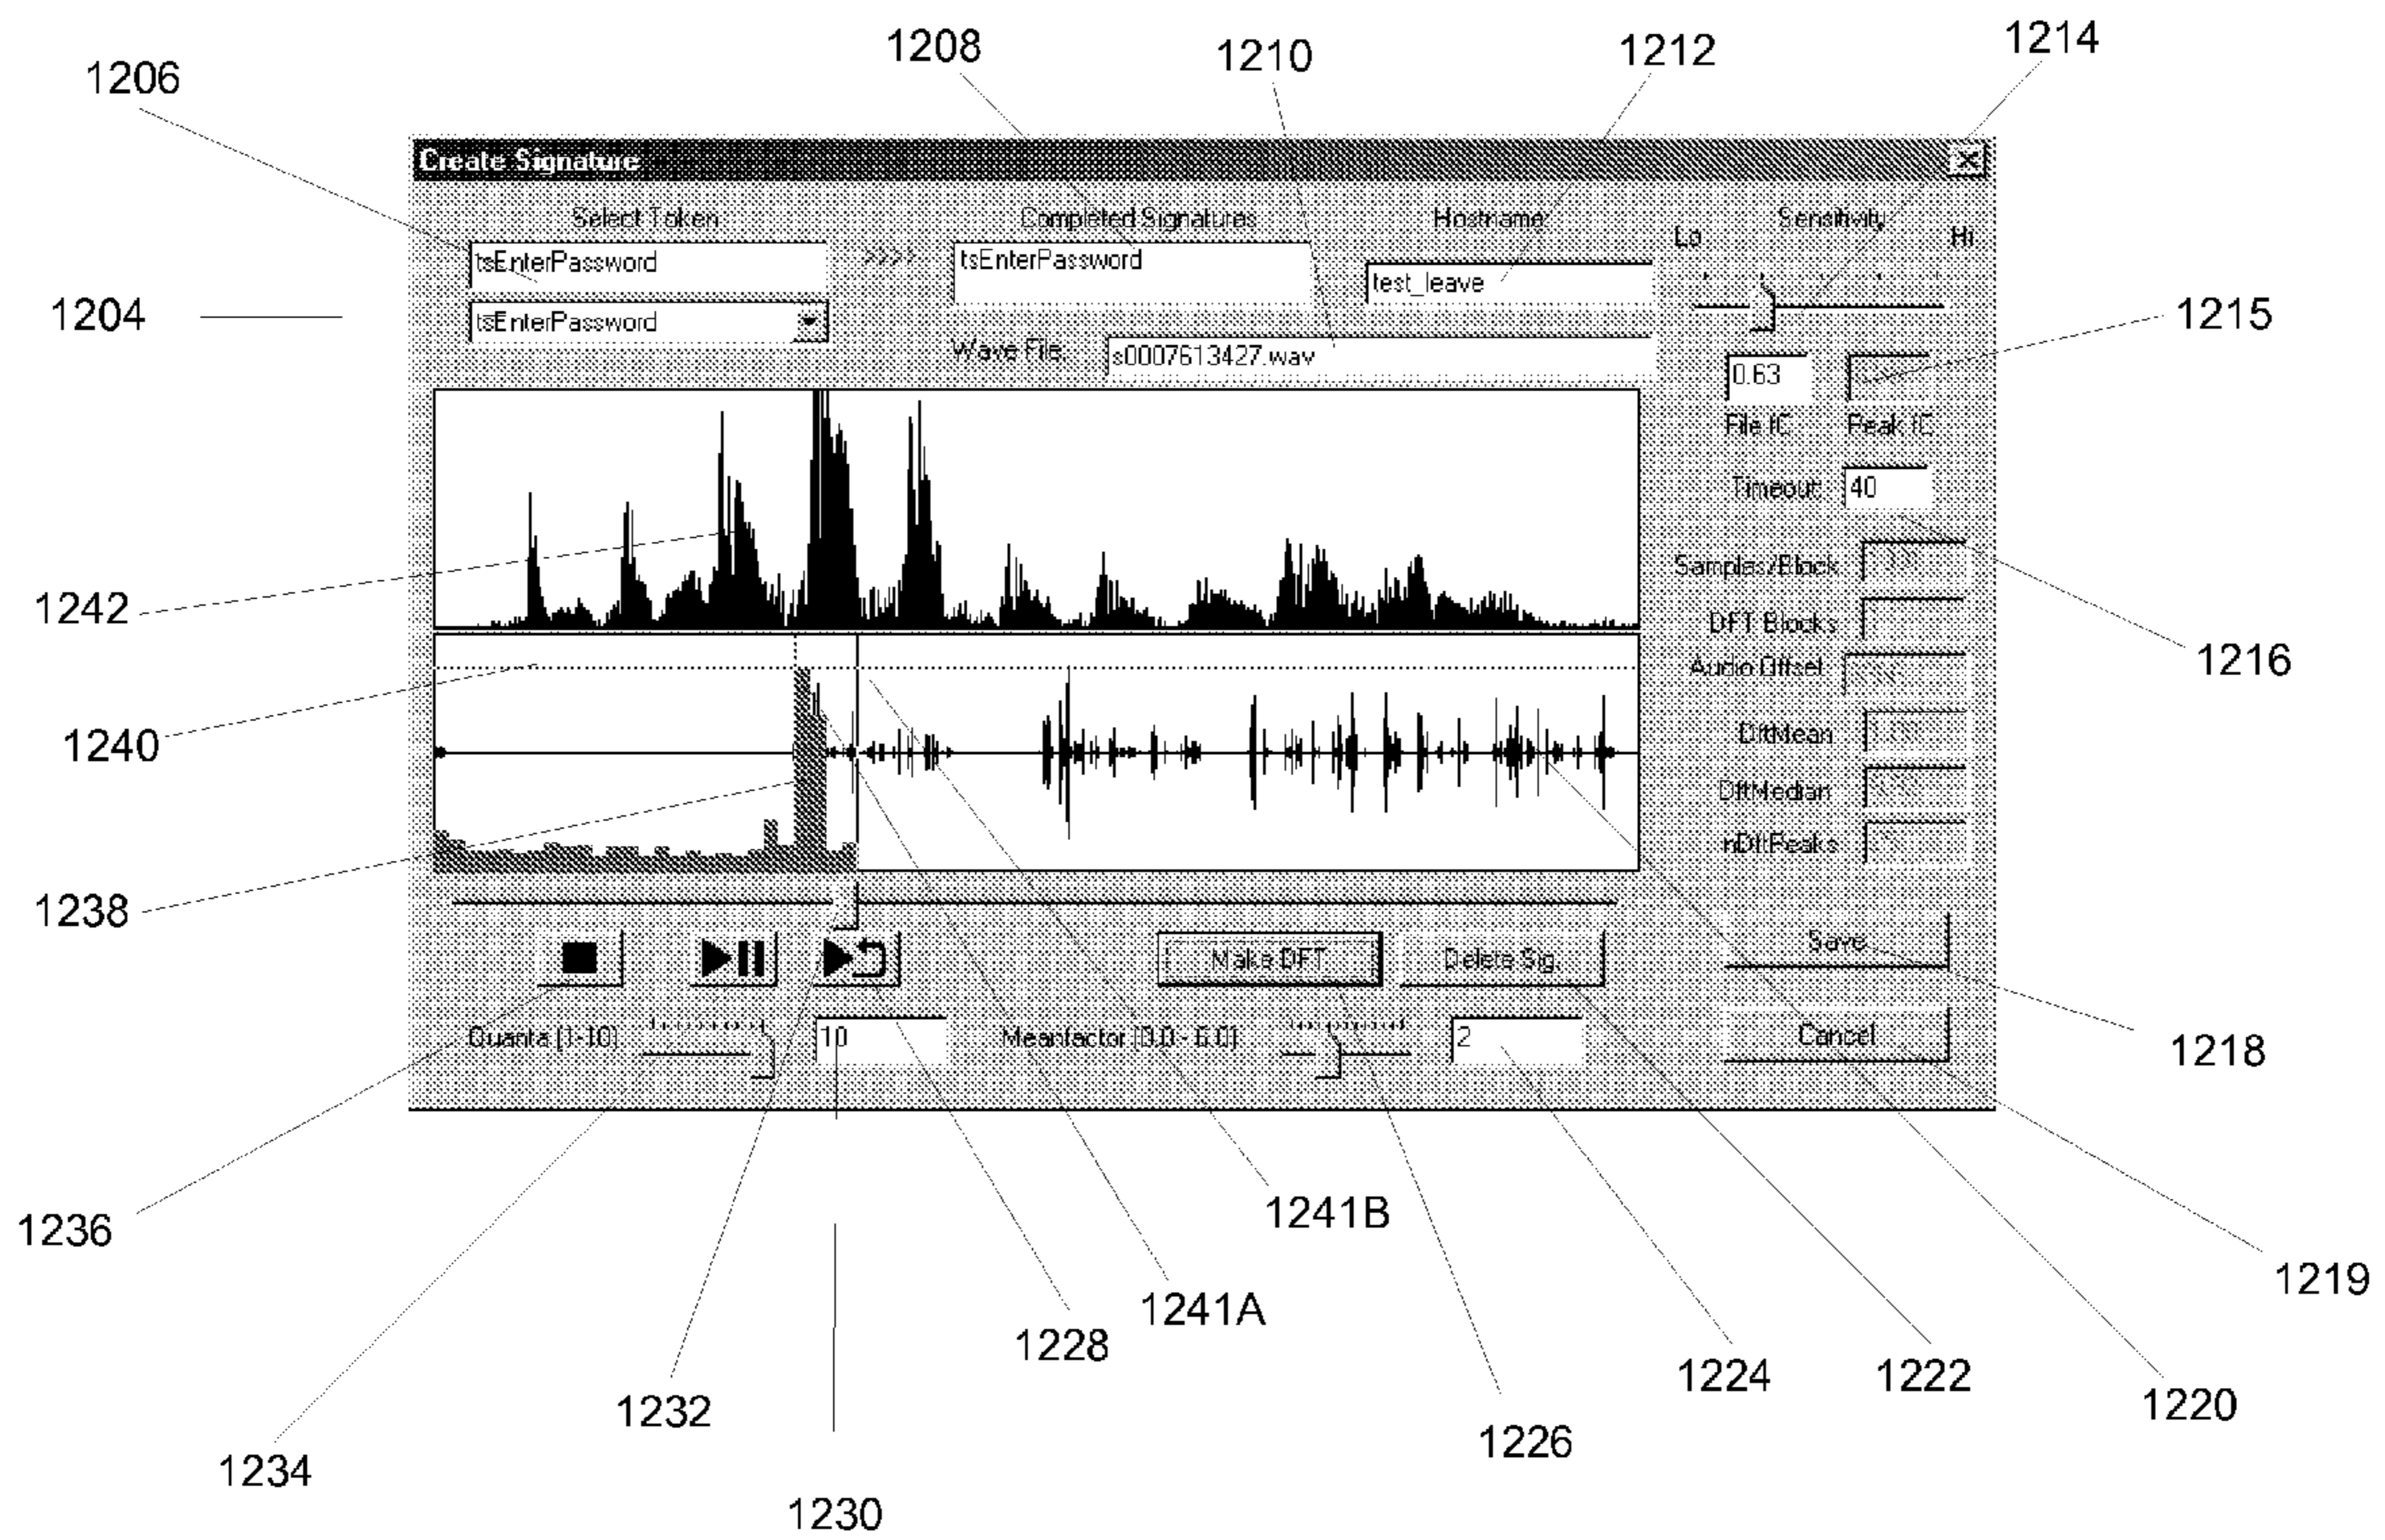 1208
1210
1212
1214
1206
Create Signature
Select Token
Completed Signatures
Hostname
Sensitivity
Lo
Hi
tsEnterPassword
>>>>
tsEnterPassword
test_leave
1204
tsEnterPassword
1215
Wave File:
s0007613427.wav
0.63
File IC
Peak IC
Timeout
40
1242
Samples/Block
DFT Blocks
1216
Audio Offset
1240
DftMean
DftMedian
nDftPeaks
1238
Make DFT
Delete Sig.
Save
Quanta (1-10)
10
Meanfactor (0.0 - 6.0)
2
Cancel
1218
1236
1241B
1219
1241A
1228
1224
1222
1220
1232
1226
1234
1230